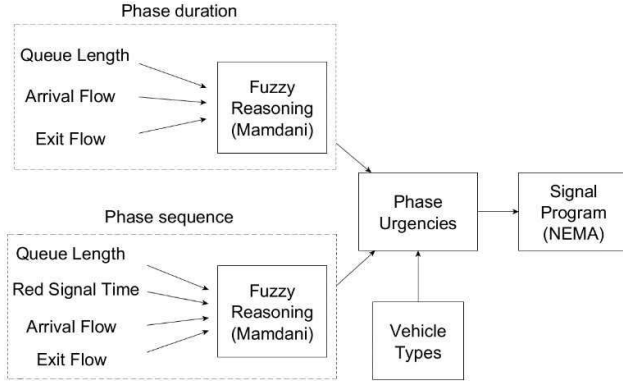 Phase duration
Queue Length
Arrival Flow
Exit Flow
Fuzzy
Reasoning
(Mamdani)
Phase sequence
Queue Length
Red Signal Time
Arrival Flow
Exit Flow
Fuzzy
Reasoning
(Mamdani)
Phase
Urgencies
Vehicle
Types
Signal
Program
(NEMA)